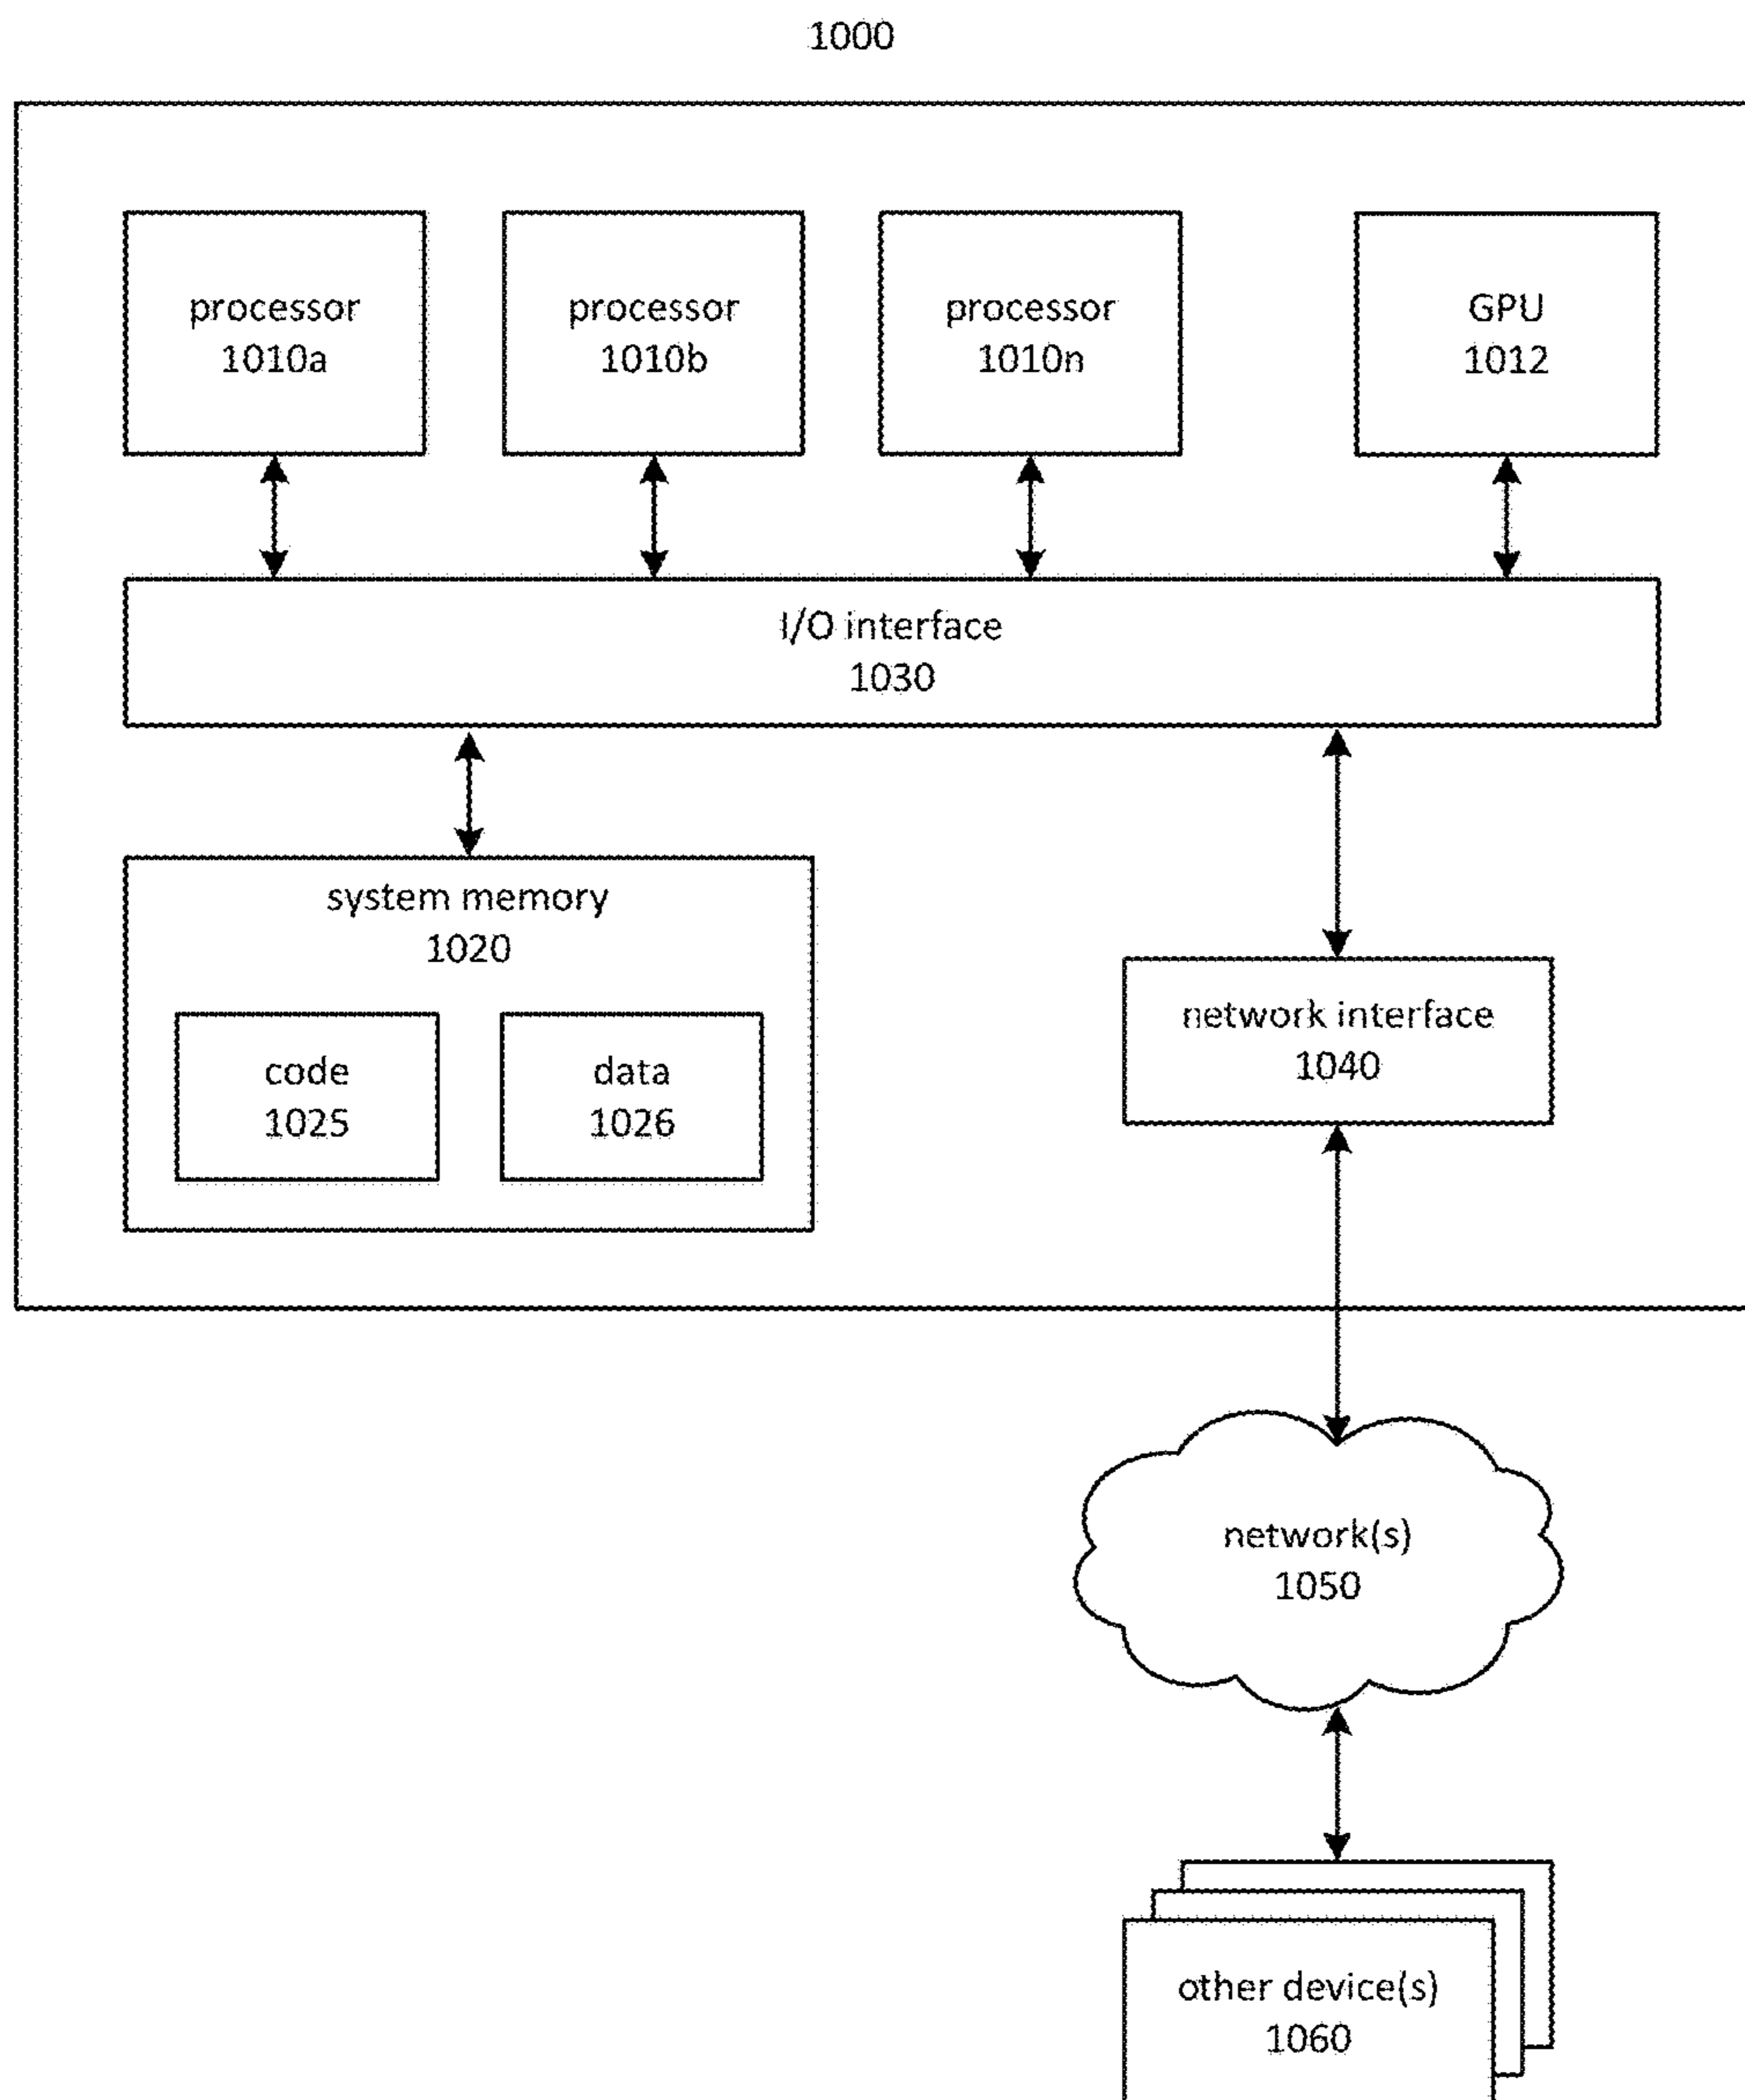 1000
processor
1010a
processor
1010b
processor
1010n
GPU
1012
I/O interface
1030
system memory
1020
code
1025
data
1026
network interface
1040
network(s)
1050
other device(s)
1060